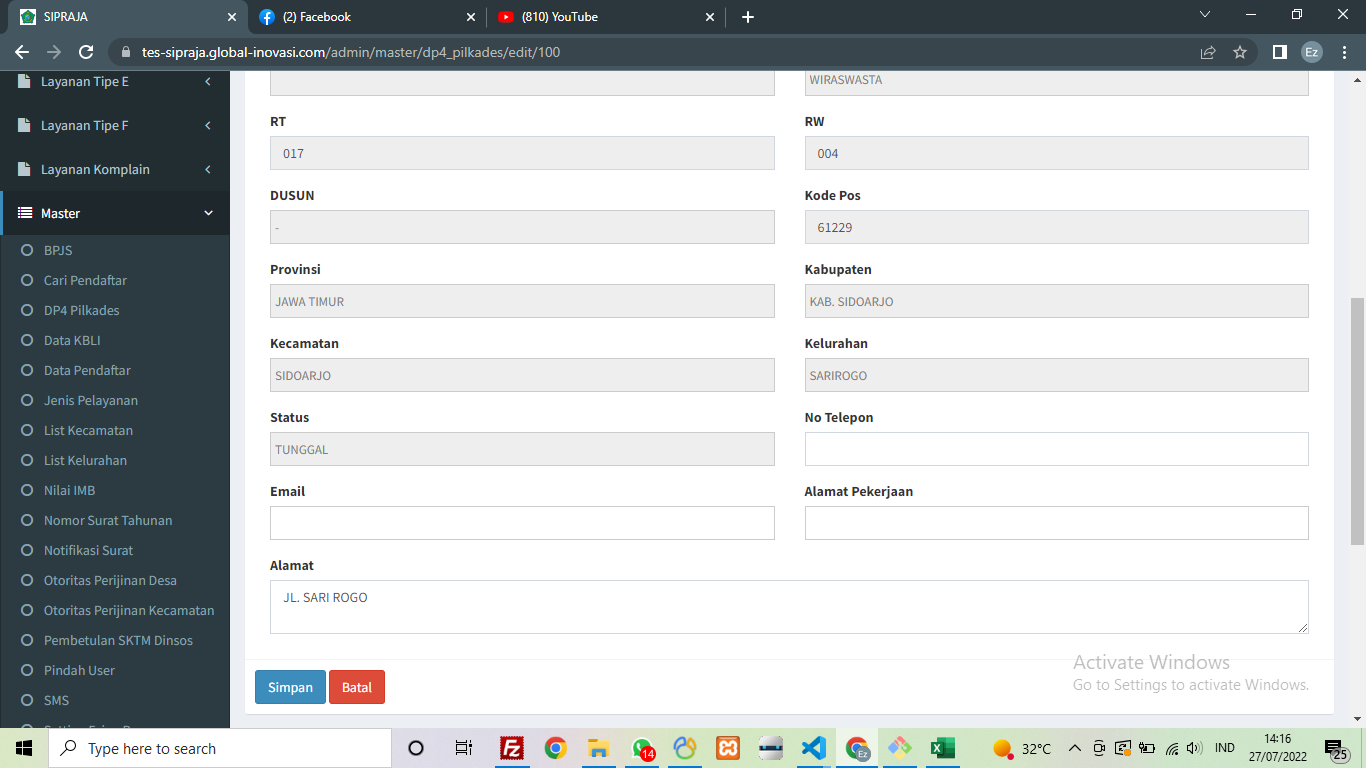 SIPRAJA
(2) Facebook
(810) YouTube
tes-sipraja.global-inovasi.com/admin/master/dp4_pilkades/edit/100
Ez
Layanan Tipe E
Layanan Tipe F
Layanan Komplain
Master
BPJS
Cari Pendaftar
DP4 Pilkades
Data KBLI
Data Pendaftar
Jenis Pelayanan
List Kecamatan
List Kelurahan
Nilai IMB
Nomor Surat Tahunan
Notifikasi Surat
Otoritas Perijinan Desa
Otoritas Perijinan Kecamatan
Pembetulan SKTM Dinsos
Pindah User
SMS
WIRASWASTA
RT
RW
017
004
DUSUN
Kode Pos
-
61229
Provinsi
Kabupaten
JAWA TIMUR
KAB. SIDOARJO
Kecamatan
Kelurahan
SIDOARJO
SARIROGO
Status
No Telepon
TUNGGAL
Email
Alamat Pekerjaan
Alamat
JL. SARI ROGO
Simpan
Batal
Activate Windows
Go to Settings to activate Windows.
Type here to search
Fz
14
Ez
32°C
IND
14:16
27/07/2022
25